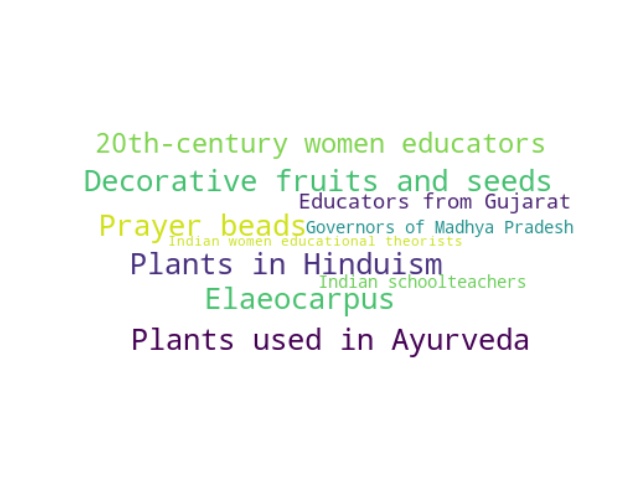 20th-century women educators
Decorative fruits and seeds
Educators from Gujarat
Prayer beads
Governors of Madhya Pradesh
Indian women educational theorists
Plants in Hinduism
Indian schoolteachers
Elaeocarpus
Plants used in Ayurveda